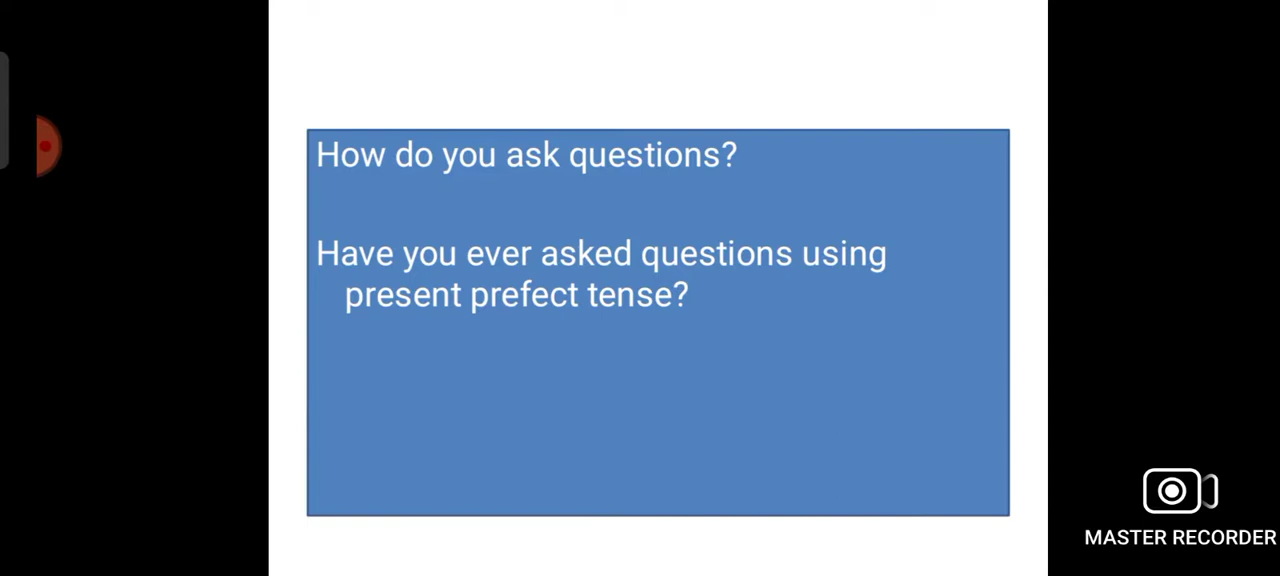 How do you ask questions?
Have you ever asked questions using
present prefect tense?
MASTER RECORDER